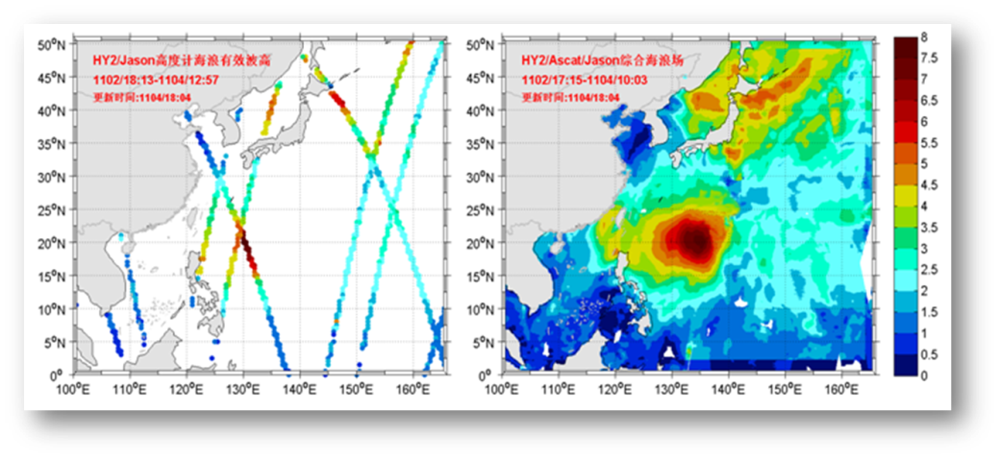 HY2/Jason高度计海浪有效波高
1102/18:13-1104/12:57
更新时间:1104/18:04
50°N
45°N
40°N
35°N
30°N
25°N
20°N
15°N
10°N
5°N
0°
100°E
110°E
120°E
130°E
140°E
150°E
160°E
HY2/Ascat/Jason综合海浪场
1102/17:15-1104/10:03
更新时间:1104/18:04
50°N
45°N
40°N
35°N
30°N
25°N
20°N
15°N
10°N
5°N
0°
100°E
110°E
120°E
130°E
140°E
150°E
160°E
8
7.5
7
6.5
6
5.5
5
4.5
4
3.5
3
2.5
2
1.5
1
0.5
0